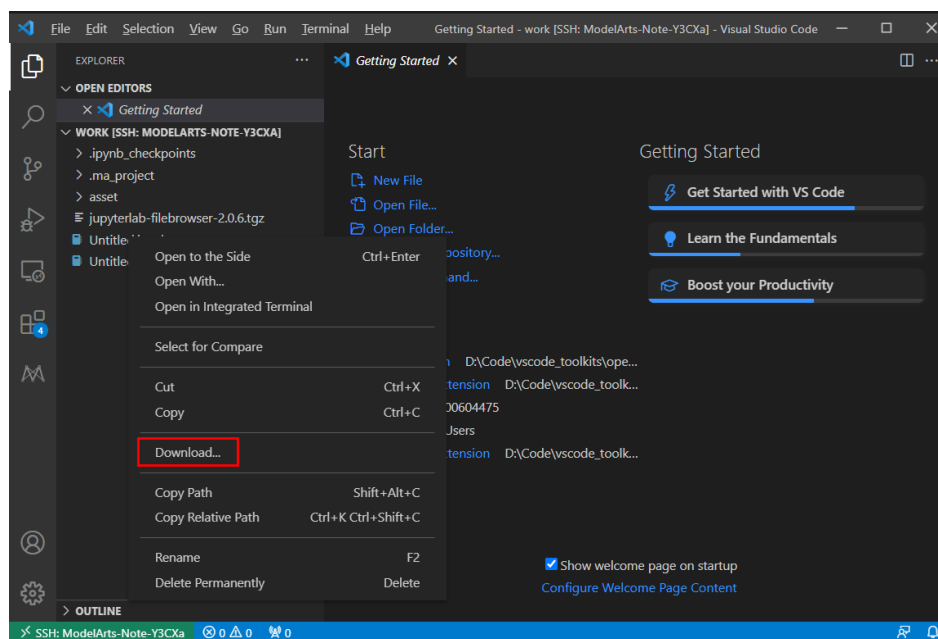 File Edit Selection View Go Run Terminal Help Getting Started - work [SSH: ModelArts-Note-Y3CXa] - Visual Studio Code
EXPLORER
Getting Started
OPEN EDITORS
Getting Started
WORK [SSH: MODELARTS-NOTE-Y3CXA]
.ipynb_checkpoints
.ma_project
asset
jupyterlab-filebrowser-2.0.6.tgz
Open to the Side Ctrl+Enter
Open With...
Open in Integrated Terminal
Select for Compare
Cut Ctrl+X
Copy Ctrl+C
Download...
Copy Path Shift+Alt+C
Copy Relative Path Ctrl+K Ctrl+Shift+C
Rename F2
Delete Permanently Delete
Start
New File
Open File...
Open Folder...
D:\Code\vscode_toolkits\ope...
D:\Code\vscode_toolk...
D:\Code\vscode_toolk...
Getting Started
Get Started with VS Code
Learn the Fundamentals
Boost your Productivity
Show welcome page on startup
Configure Welcome Page Content
4
OUTLINE
SSH: ModelArts-Note-Y3CXa 0 0 0